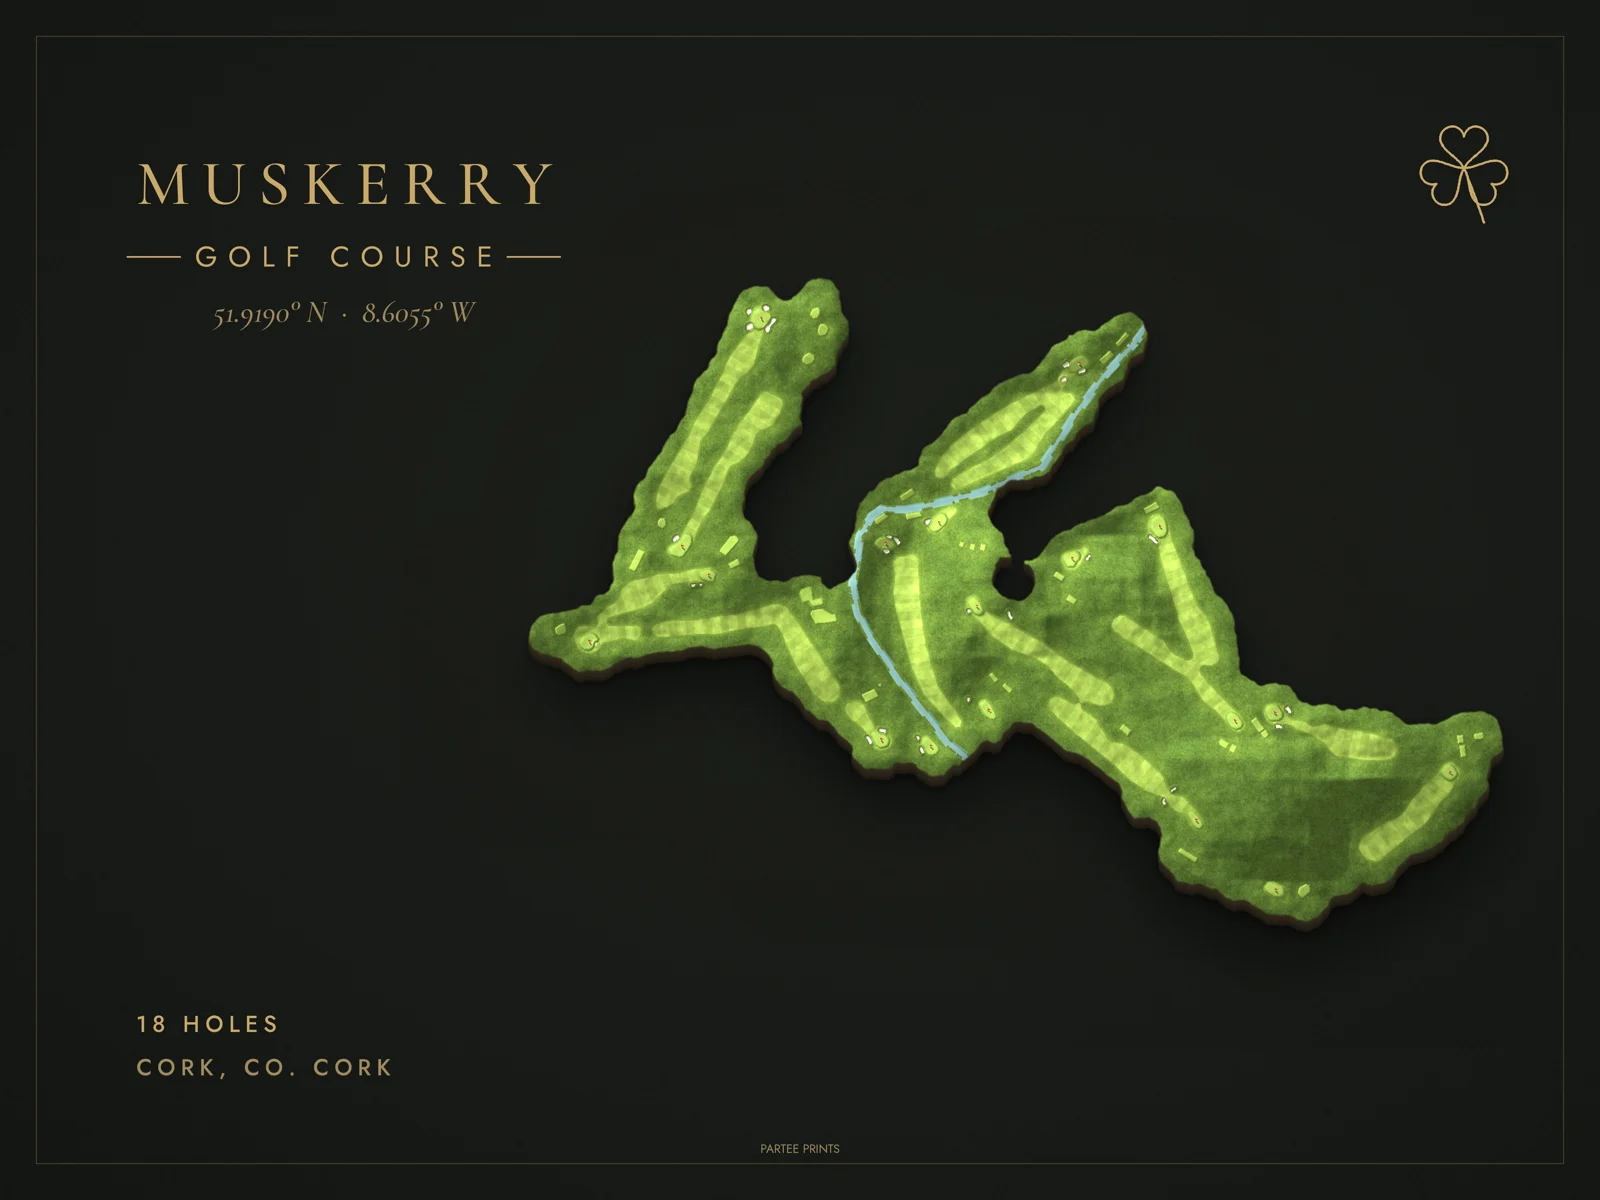 MUSKERRY
GOLF COURSE
51.9190° N · 8.6055° W
18 HOLES
CORK, CO. CORK
PARTEE PRINTS